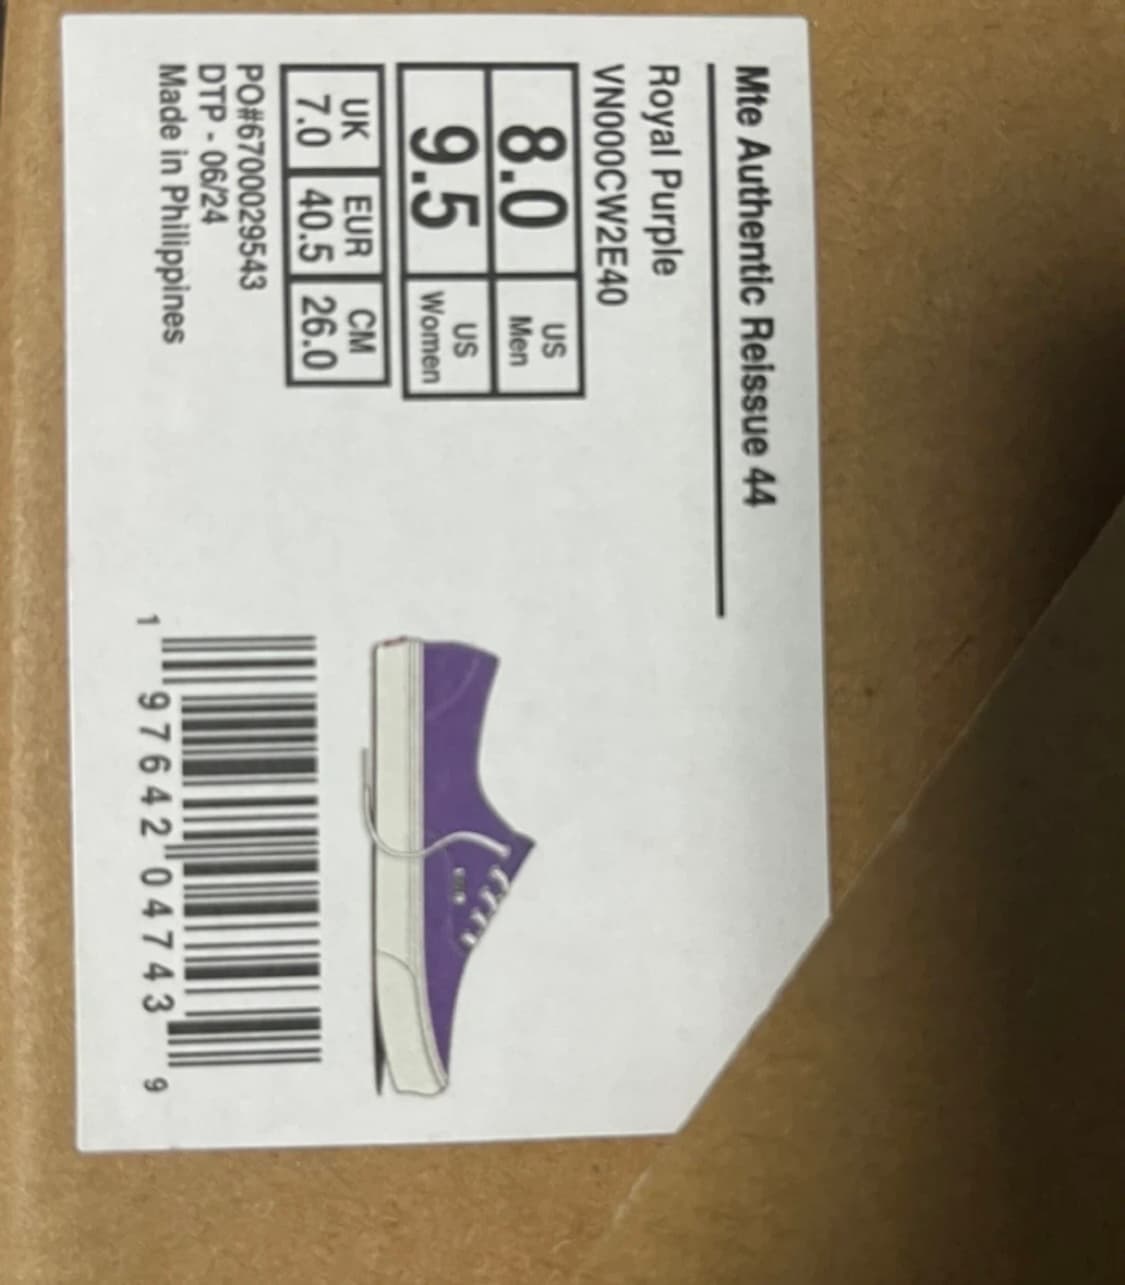 Mte Authentic Reissue 44
Royal Purple
VN000CW2E40
8.0 US Men
9.5 US Women
UK EUR CM
7.0 40.5 26.0
PO#6700029543
DTP - 06/24
Made in Philippines
1 97642 04743 9